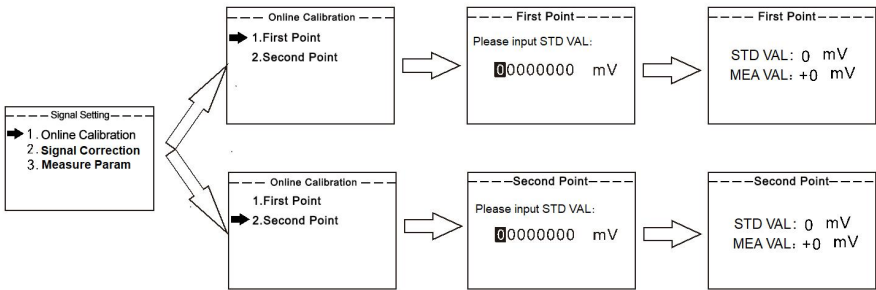 — — — Signal Setting — — —
1. Online Calibration
2. Signal Correction
3. Measure Param
— — — Online Calibration — — —
1.First Point
2.Second Point
— — — First Point — — —
Please input STD VAL:
00000000 mV
— — — First Point — — —
STD VAL: 0 mV
MEA VAL: +0 mV
— — — Online Calibration — — —
1.First Point
2.Second Point
— — — Second Point — — —
Please input STD VAL:
00000000 mV
— — — Second Point — — —
STD VAL: 0 mV
MEA VAL: +0 mV